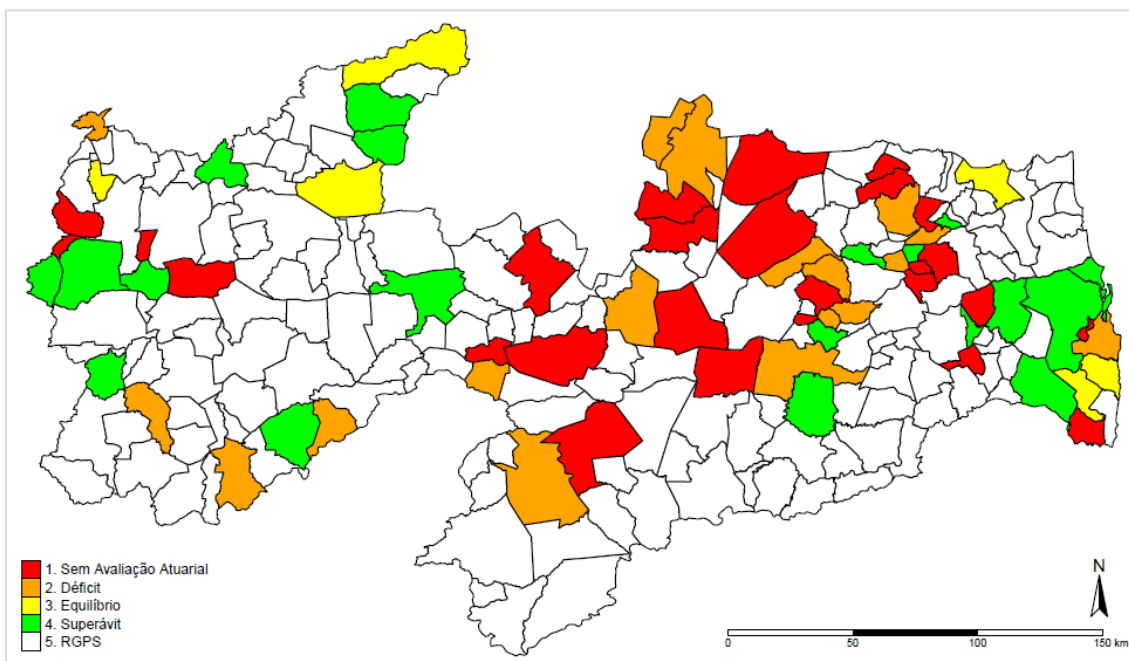 1. Sem Avaliação Atuarial
2. Déficit
3. Equilíbrio
4. Superávit
5. RGPS
N
0 50 100 150 km